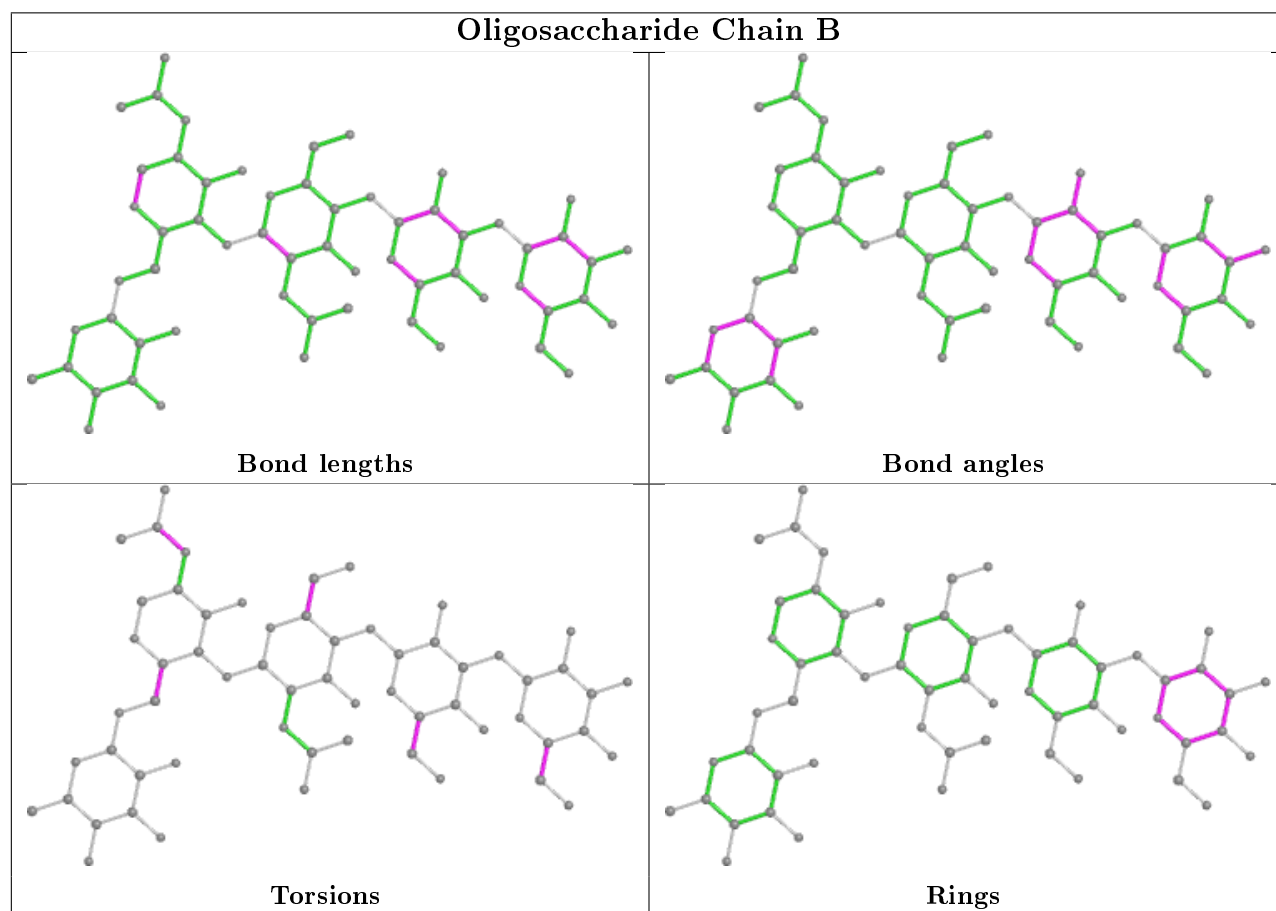 Oligosaccharide Chain B
Bond lengths
Bond angles
Torsions
Rings